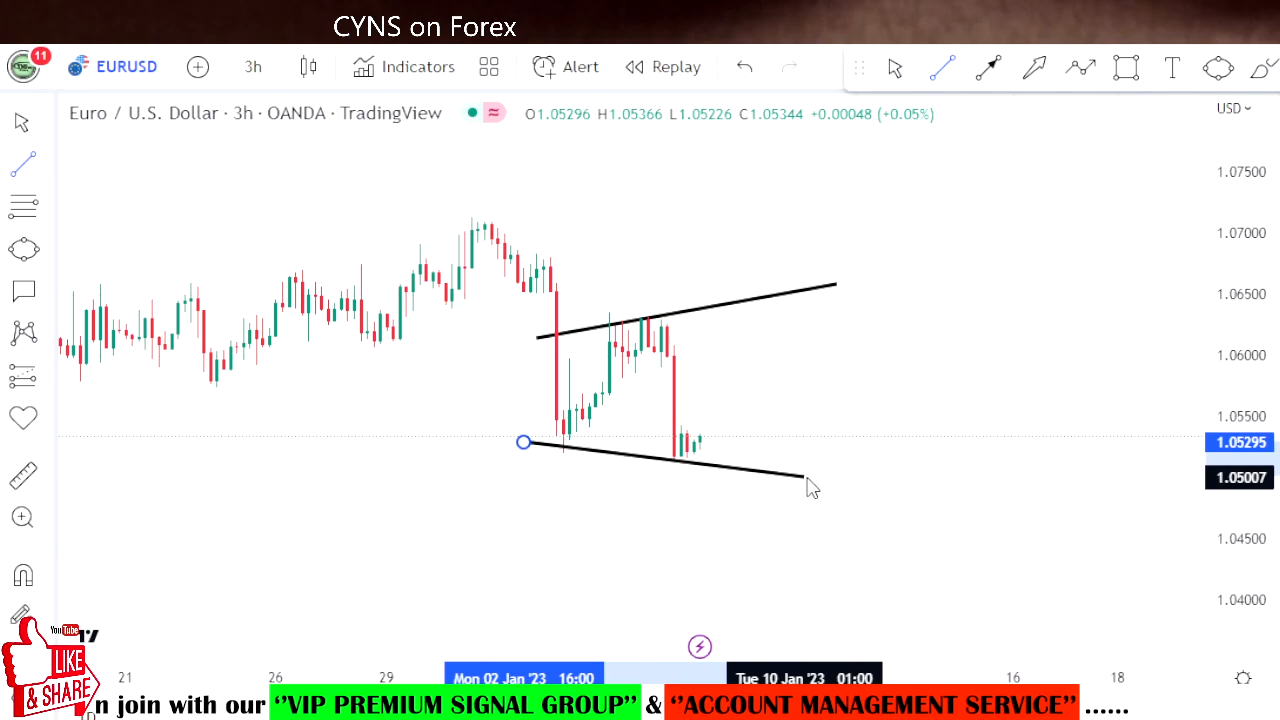 CYNS on Forex
11
EURUSD
3h
Indicators
Alert
Replay
Euro / U.S. Dollar · 3h · OANDA · TradingView
O1.05296 H1.05366 L1.05226 C1.05344 +0.00048 (+0.05%)
USD
1.07500
1.07000
1.06500
1.06000
1.05500
1.05295
1.05007
1.04500
1.04000
YouTube
LIKE
& SHARE
21
26
29
Mon 02 Jan '23 16:00
Tue 10 Jan '23 01:00
16
18
n join with our ‘‘VIP PREMIUM SIGNAL GROUP’’ & ‘‘ACCOUNT MANAGEMENT SERVICE’’ ......